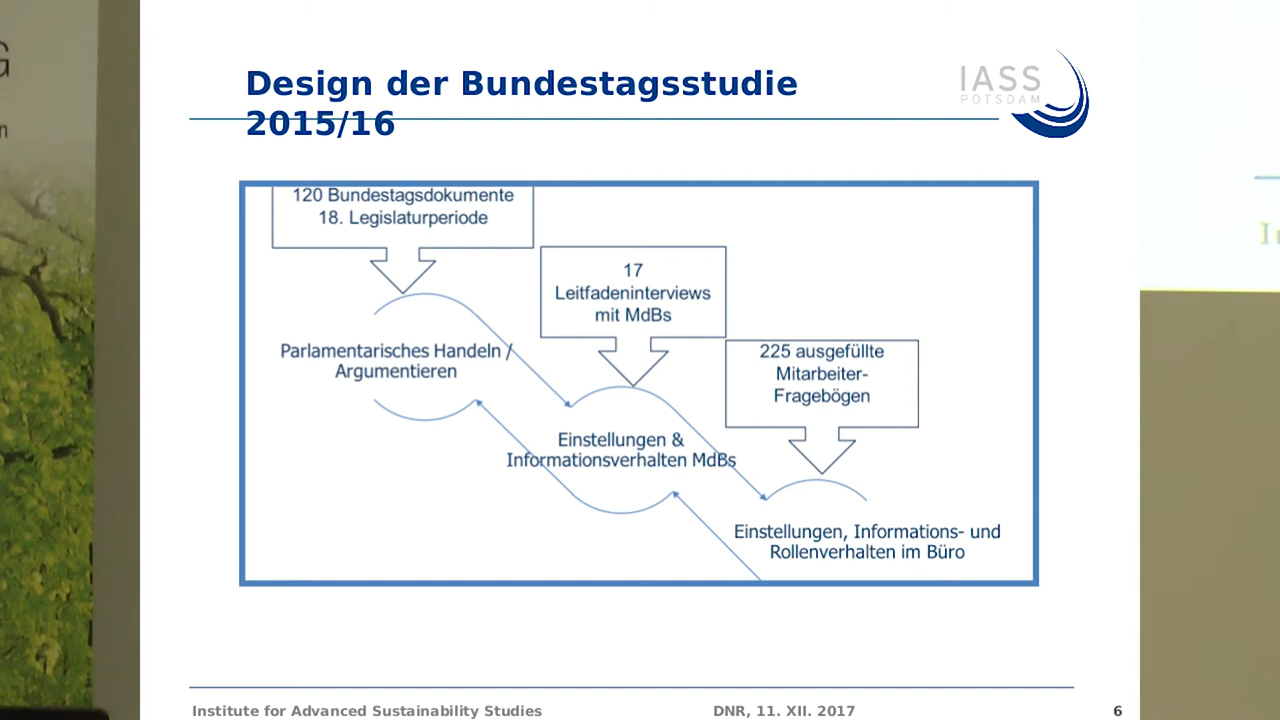 Design der Bundestagsstudie
2015/16
IASS
POTSDAM
120 Bundestagsdokumente
18. Legislaturperiode
17
Leitfadeninterviews
mit MdBs
225 ausgefüllte
Mitarbeiter-
Fragebögen
Parlamentarisches Handeln /
Argumentieren
Einstellungen &
Informationsverhalten MdBs
Einstellungen, Informations- und
Rollenverhalten im Büro
Institute for Advanced Sustainability Studies
DNR, 11. XII. 2017
6